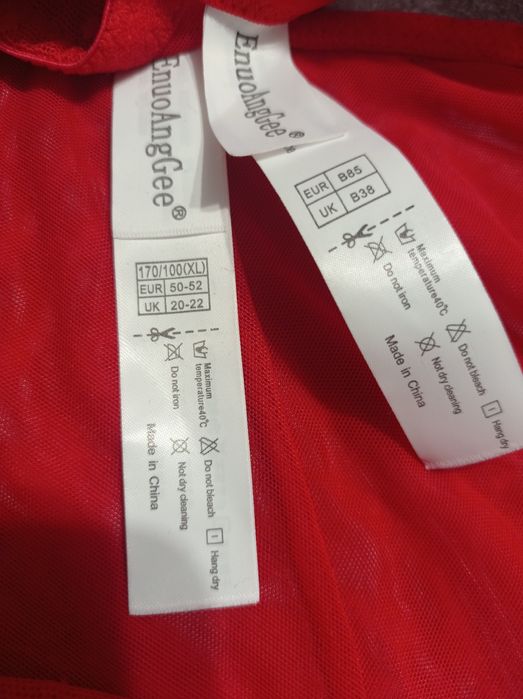 EnuoAngGee®
170/100(XL)
EUR 50-52
UK 20-22
Maximum
temperature40℃
Do not iron
Do not bleach
Not dry cleaning
Hang dry
Made in China
EnuoAngGee®
EUR B85
UK B38
Maximum
temperature40℃
Do not iron
Do not bleach
Not dry cleaning
Hang dry
Made in China